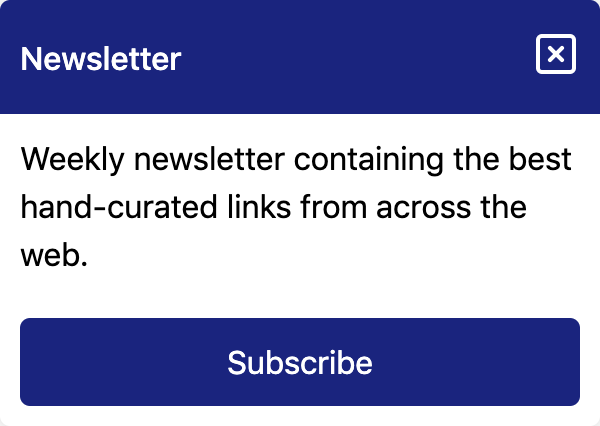 Newsletter
Weekly newsletter containing the best
hand-curated links from across the
web.
Subscribe